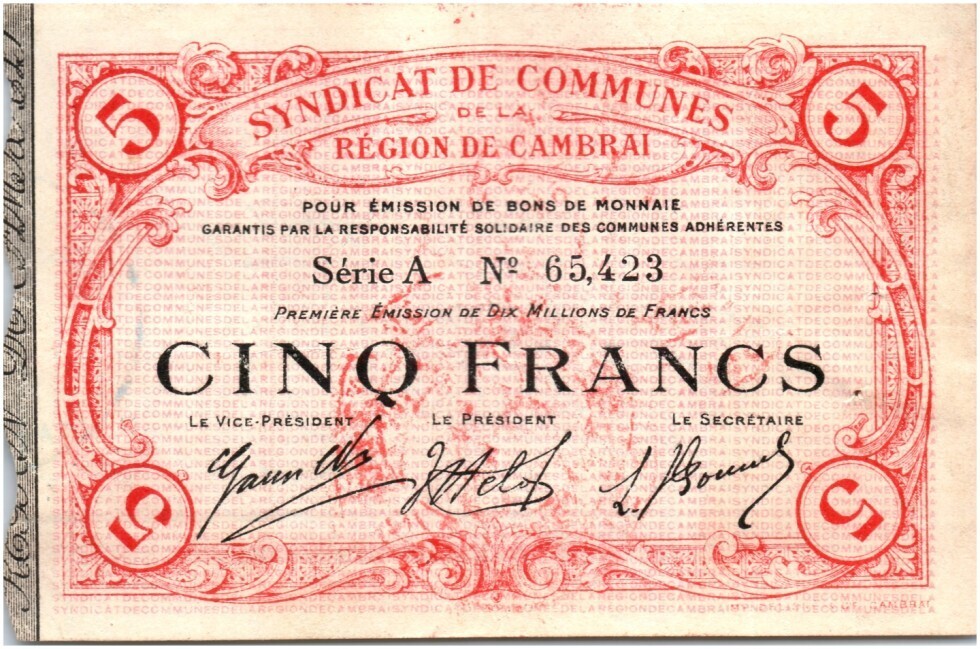 5
5
SYNDICAT DE COMMUNES
DE LA
RÉGION DE CAMBRAI
POUR ÉMISSION DE BONS DE MONNAIE
GARANTIS PAR LA RESPONSABILITÉ SOLIDAIRE DES COMMUNES ADHÉRENTES
Série A Nº 65,423
PREMIÈRE ÉMISSION DE DIX MILLIONS DE FRANCS
CINQ FRANCS
LE VICE-PRÉSIDENT LE PRÉSIDENT LE SECRÉTAIRE
5
5